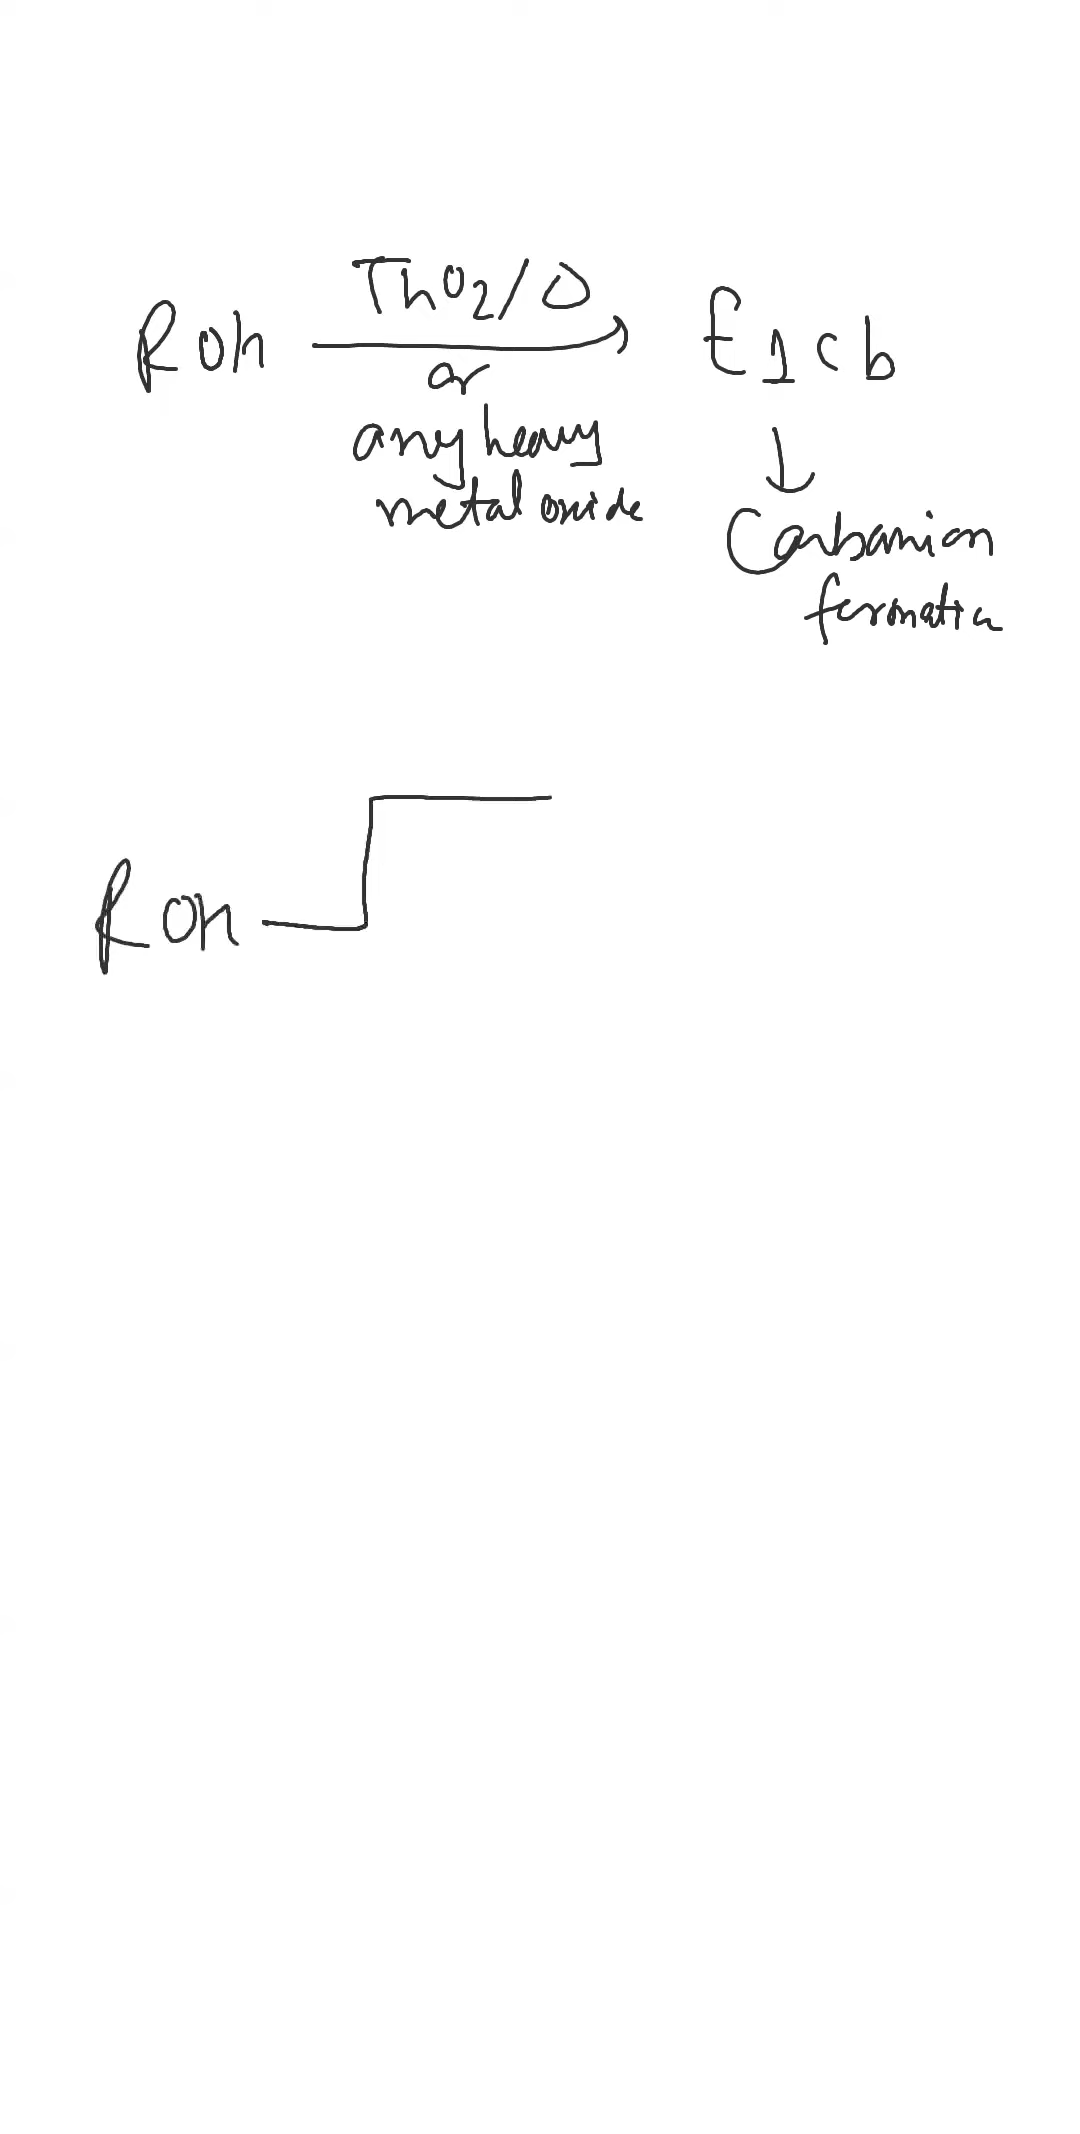 ThO2/Δ
Roh E1cb
or
any heavy
metal oxide
Carbanion
formation
Roh